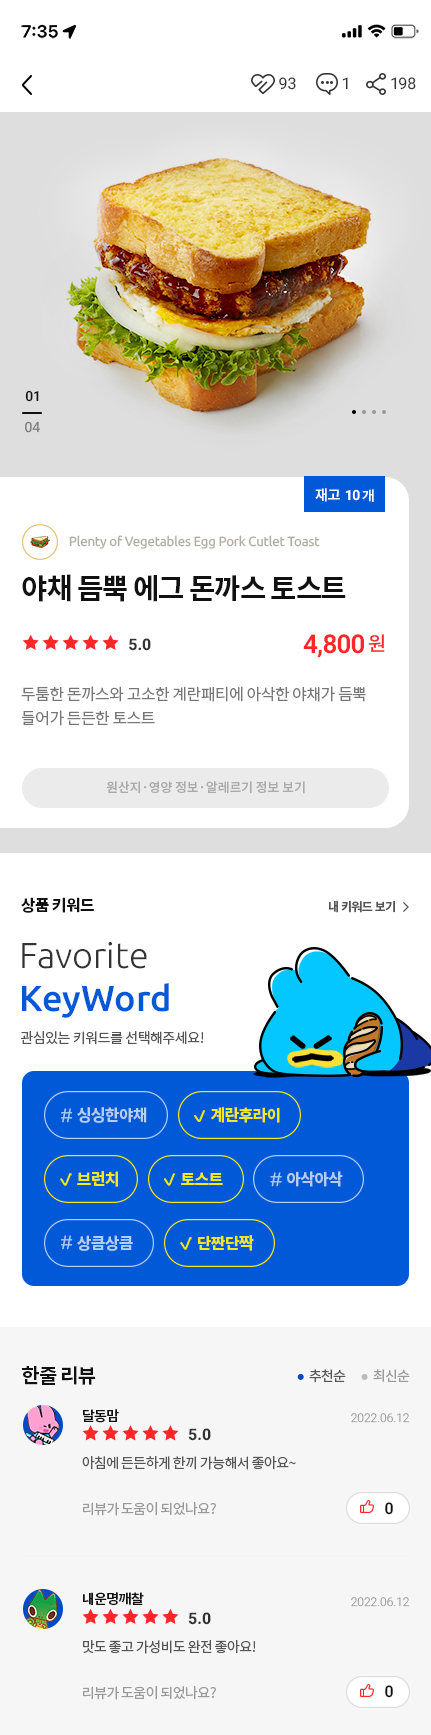 7:35
93 1 198
01
04
재고 10개
Plenty of Vegetables Egg Pork Cutlet Toast
야채 듬뿍 에그 돈까스 토스트
5.0 4,800원
두툼한 돈까스와 고소한 계란패티에 아삭한 야채가 듬뿍
들어가 든든한 토스트
원산지·영양 정보·알레르기 정보 보기
상품 키워드 내 키워드 보기
Favorite
KeyWord
관심있는 키워드를 선택해주세요!
# 싱싱한야채 ✓ 계란후라이
✓ 브런치 ✓ 토스트 # 아삭아삭
# 상큼상큼 ✓ 단짠단짝
한줄 리뷰 추천순 최신순
달동맘 2022.06.12
5.0
아침에 든든하게 한끼 가능해서 좋아요~
리뷰가 도움이 되었나요? 0
내운명깨찰 2022.06.12
5.0
맛도 좋고 가성비도 완전 좋아요!
리뷰가 도움이 되었나요? 0